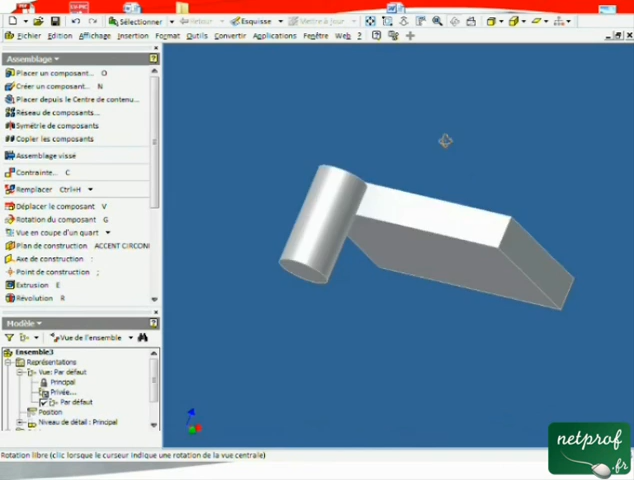 Sélectionner Retour Esquisse Mettre à jour
Fichier Edition Affichage Insertion Format Outils Convertir Applications Fenêtre Web ?
Assemblage
Placer un composant... O
Créer un composant... N
Placer depuis le Centre de contenu...
Réseau de composants...
Symétrie de composants
Copier les composants
Assemblage vissé
Contrainte... C
Remplacer Ctrl+H
Déplacer le composant V
Rotation du composant G
Vue en coupe d'un quart
Plan de construction ACCENT CIRCON
Axe de construction :
Point de construction ;
Extrusion E
Révolution R
Modèle
Vue de l'ensemble
Ensemble3
Représentations
Vue: Par défaut
Principal
Privée...
Par défaut
Position
Niveau de détail : Principal
Rotation libre (clic lorsque le curseur indique une rotation de la vue centrale)
netprof
.fr